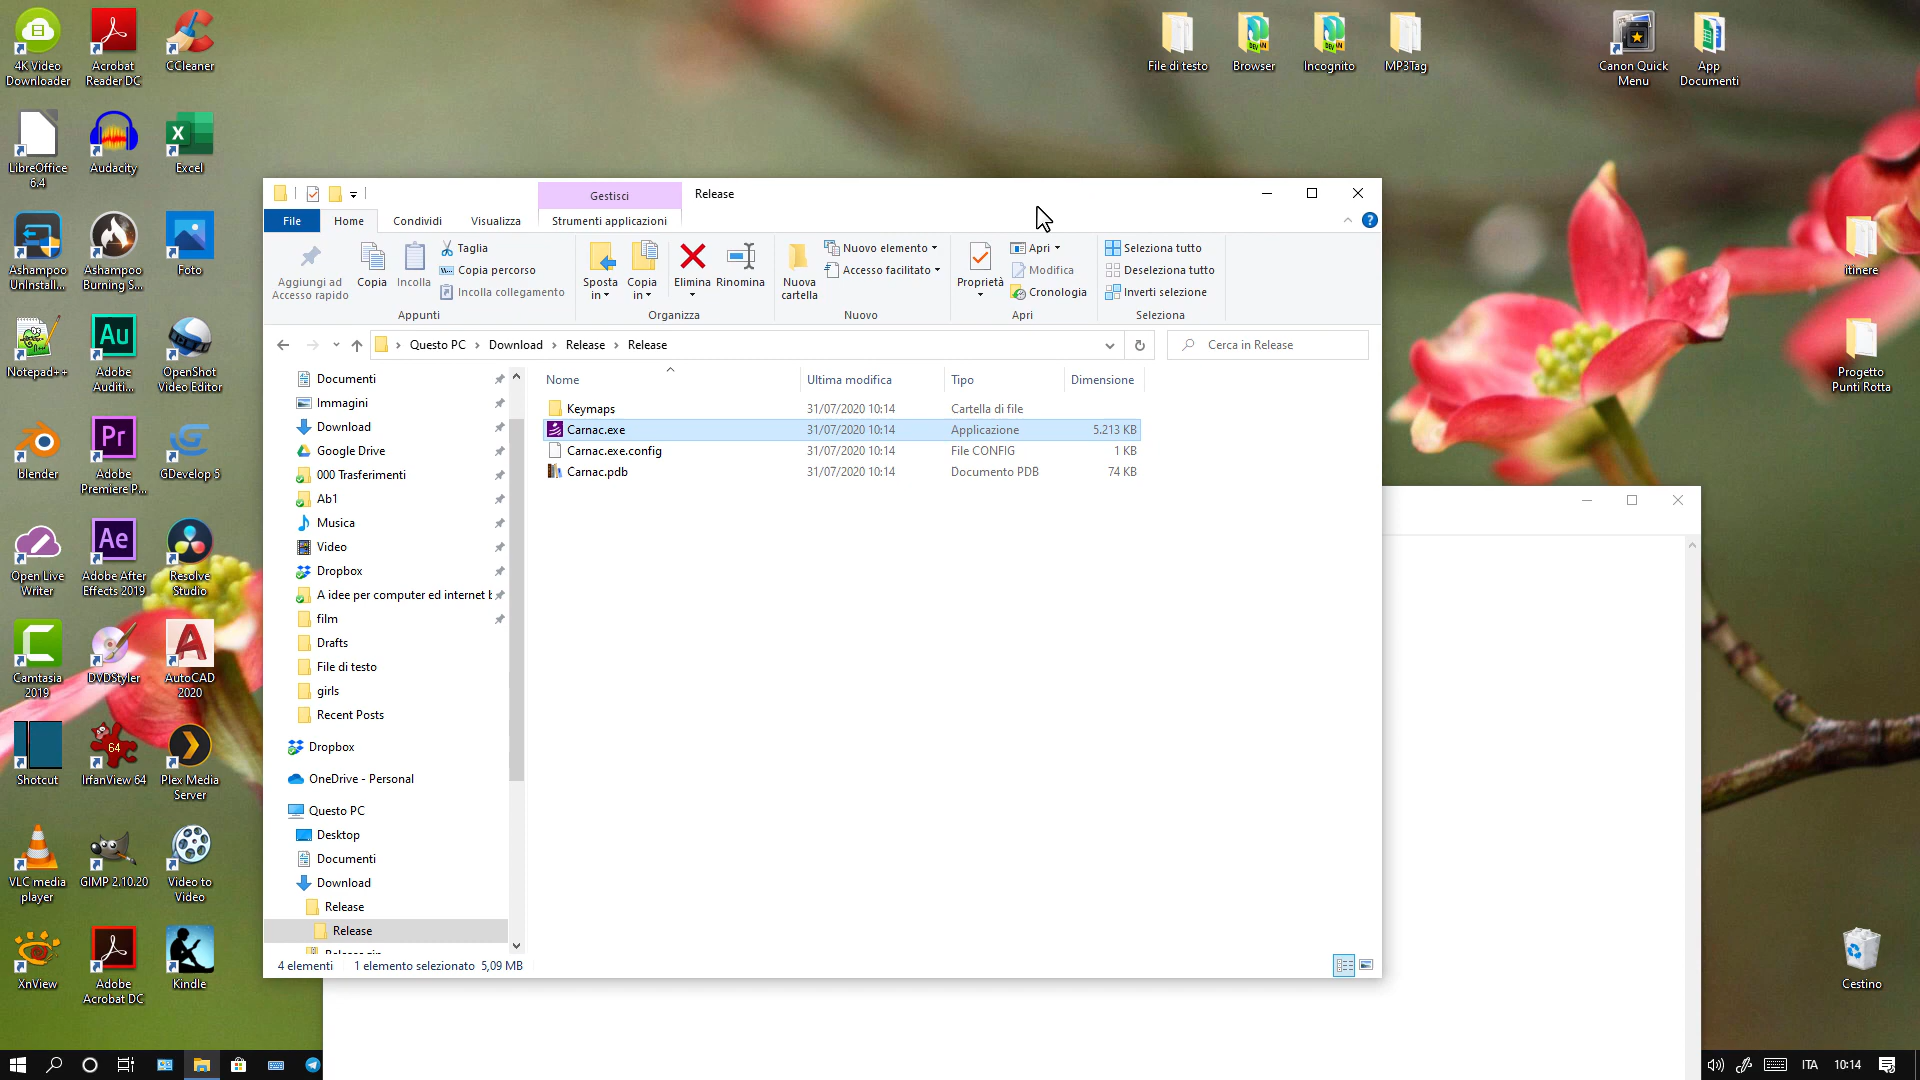 4K Video
Downloader
Acrobat
Reader DC
CCleaner
File di testo
Browser
Incognito
MP3Tag
Canon Quick
Menu
App
Documenti
LibreOffice
6.4
Audacity
Excel
Ashampoo
UnInstall...
Ashampoo
Burning S...
Foto
itinere
Notepad++
Adobe
Auditi...
OpenShot
Video Editor
Progetto
Punti Rotta
blender
Adobe
Premiere P...
GDevelop 5
Open Live
Writer
Adobe After
Effects 2019
Resolve
Studio
Camtasia
2019
DVDStyler
AutoCAD
2020
Shotcut
IrfanView 64
Plex Media
Server
VLC media
player
GIMP 2.10.20
Video to
Video
XnView
Adobe
Acrobat DC
Kindle
Cestino
Gestisci
Release
File
Home
Condividi
Visualizza
Strumenti applicazioni
Aggiungi ad
Accesso rapido
Copia
Incolla
Taglia
Copia percorso
Incolla collegamento
Appunti
Sposta
in
Copia
in
Elimina
Rinomina
Organizza
Nuova
cartella
Nuovo elemento
Accesso facilitato
Nuovo
Proprietà
Apri
Modifica
Cronologia
Apri
Seleziona tutto
Deseleziona tutto
Inverti selezione
Seleziona
Questo PC › Download › Release › Release
Cerca in Release
Nome Ultima modifica Tipo Dimensione
Keymaps 31/07/2020 10:14 Cartella di file
Carnac.exe 31/07/2020 10:14 Applicazione 5.213 KB
Carnac.exe.config 31/07/2020 10:14 File CONFIG 1 KB
Carnac.pdb 31/07/2020 10:14 Documento PDB 74 KB
Documenti
Immagini
Download
Google Drive
000 Trasferimenti
Ab1
Musica
Video
Dropbox
A idee per computer ed internet
film
Drafts
File di testo
girls
Recent Posts
Dropbox
OneDrive - Personal
Questo PC
Desktop
Documenti
Download
Release
Release
4 elementi 1 elemento selezionato 5,09 MB
ITA 10:14